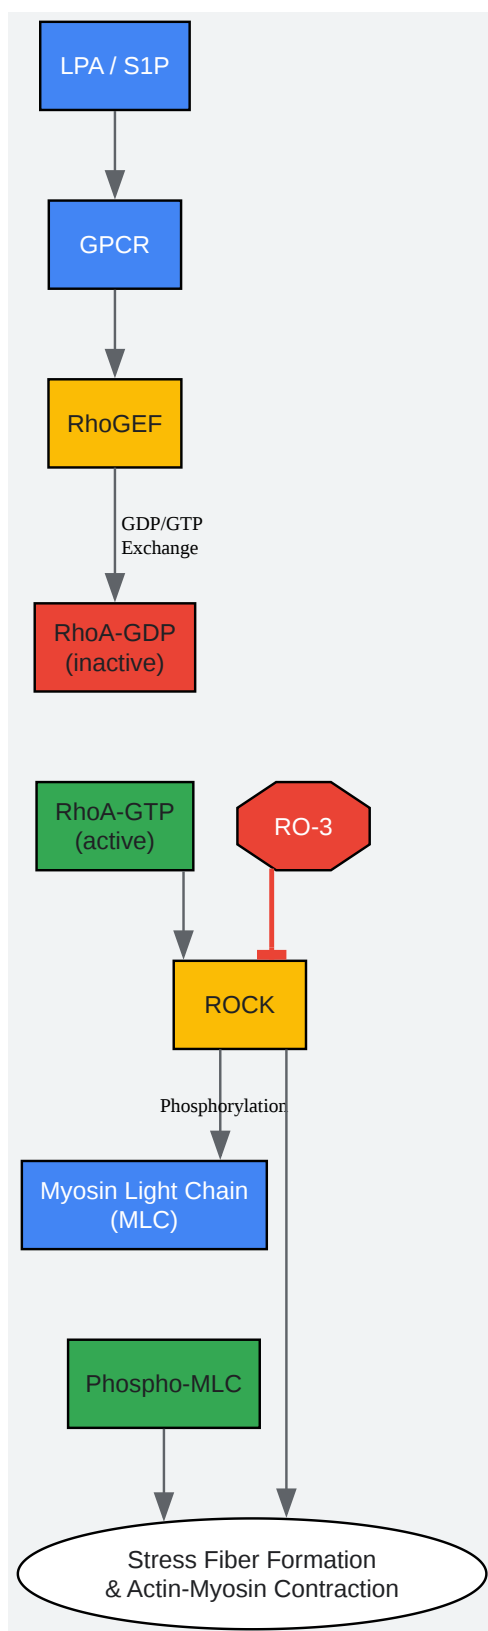 LPA / S1P
GPCR
RhoGEF
GDP/GTP
Exchange
RhoA-GDP
(inactive)
RhoA-GTP
(active)
RO-3
ROCK
Phosphorylation
Myosin Light Chain
(MLC)
Phospho-MLC
Stress Fiber Formation
& Actin-Myosin Contraction